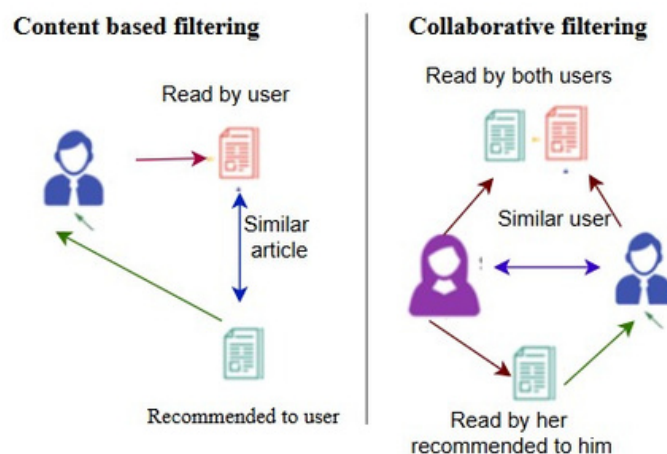 Content based filtering
Read by user
Similar
article
Recommended to user
Collaborative filtering
Read by both users
Similar user
Read by her
recommended to him